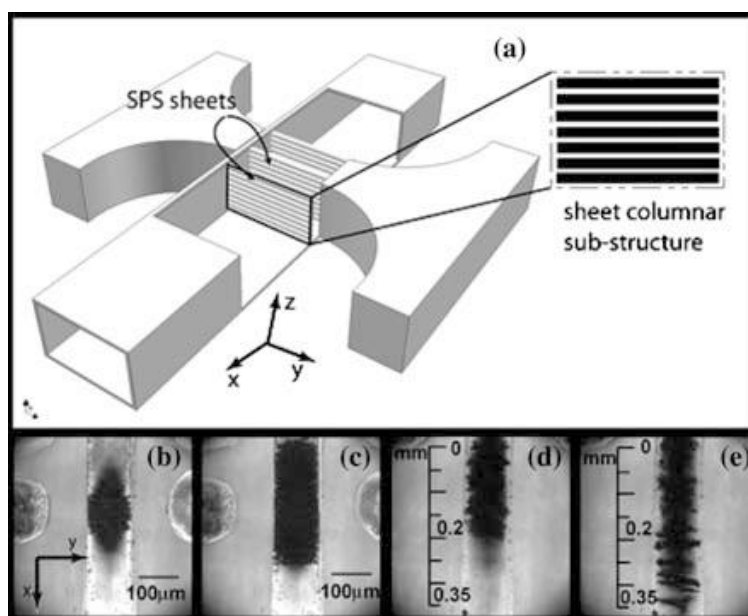 (a)
SPS sheets
sheet columnar
sub-structure
z
x
y
(b)
y
x
100μm
(c)
100μm
(d)
0
mm
0.2
0.35
(e)
0
mm
0.2
0.35